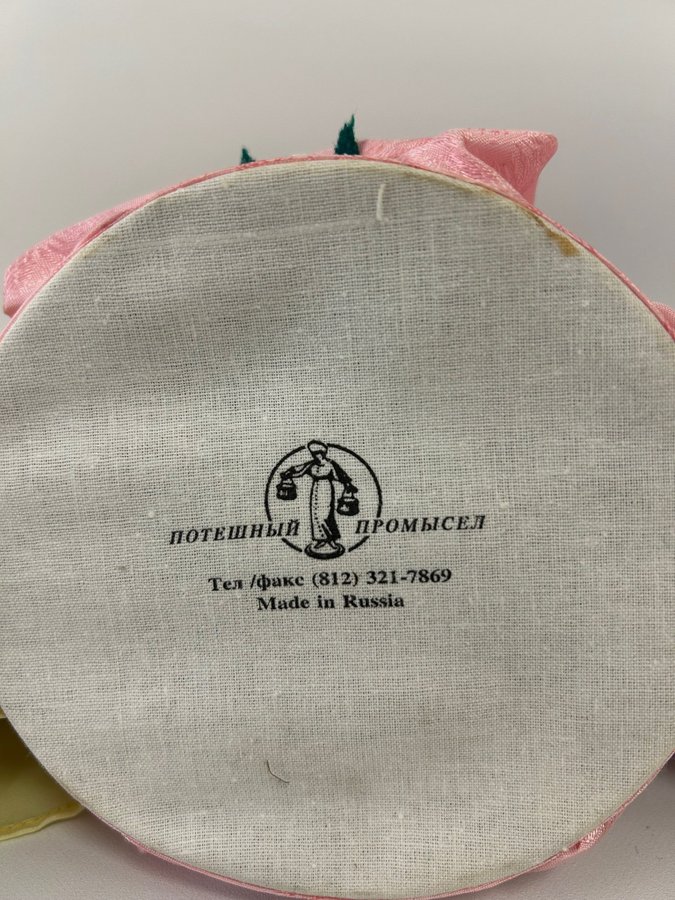 ПОТЕШНЫЙ ПРОМЫСЕЛ
Тел /факс (812) 321-7869
Made in Russia